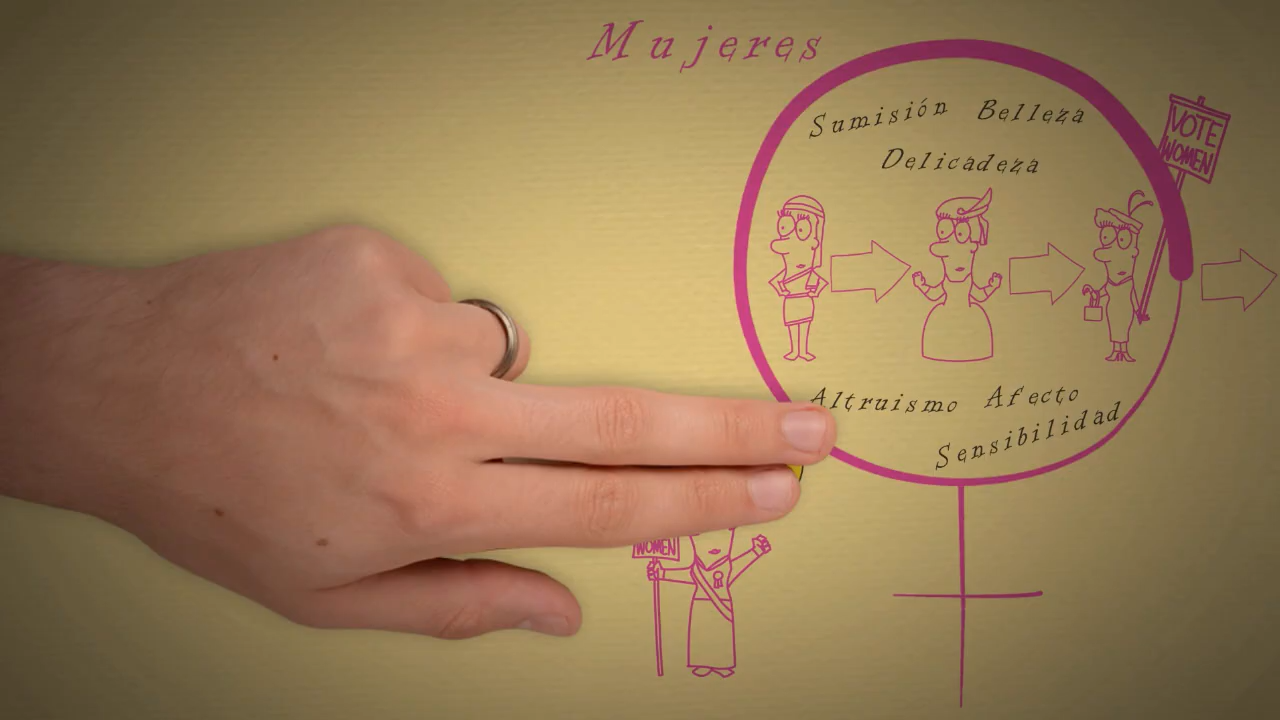 Mujeres
Sumisión Belleza
Delicadeza
VOTE
WOMEN
Altruismo Afecto
Sensibilidad
WOMEN